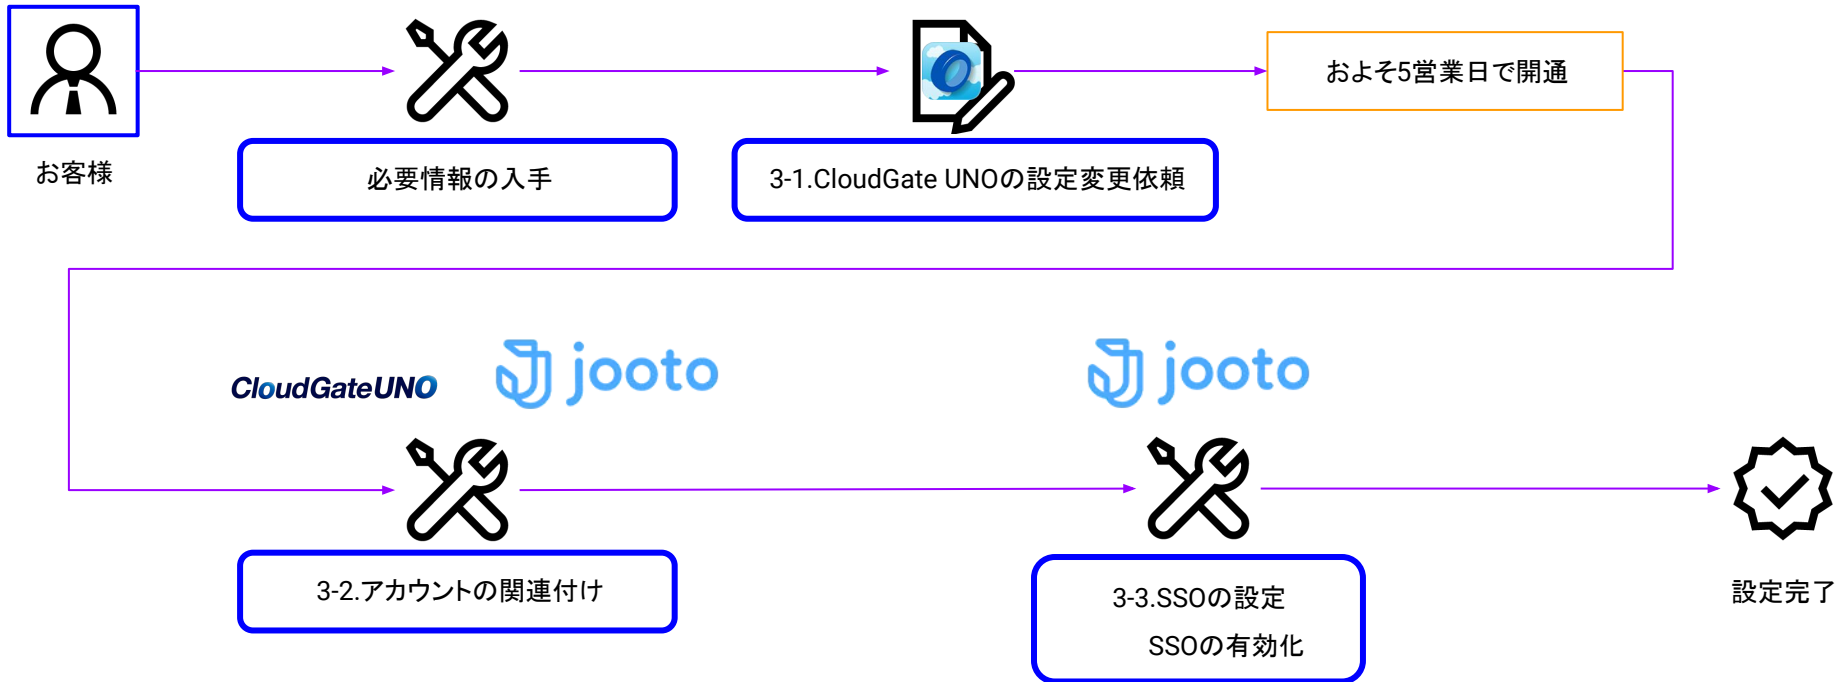 お客様
必要情報の入手
3-1.CloudGate UNOの設定変更依頼
およそ5営業日で開通
CloudGate UNO
jooto
jooto
3-2.アカウントの関連付け
3-3.SSOの設定
SSOの有効化
設定完了